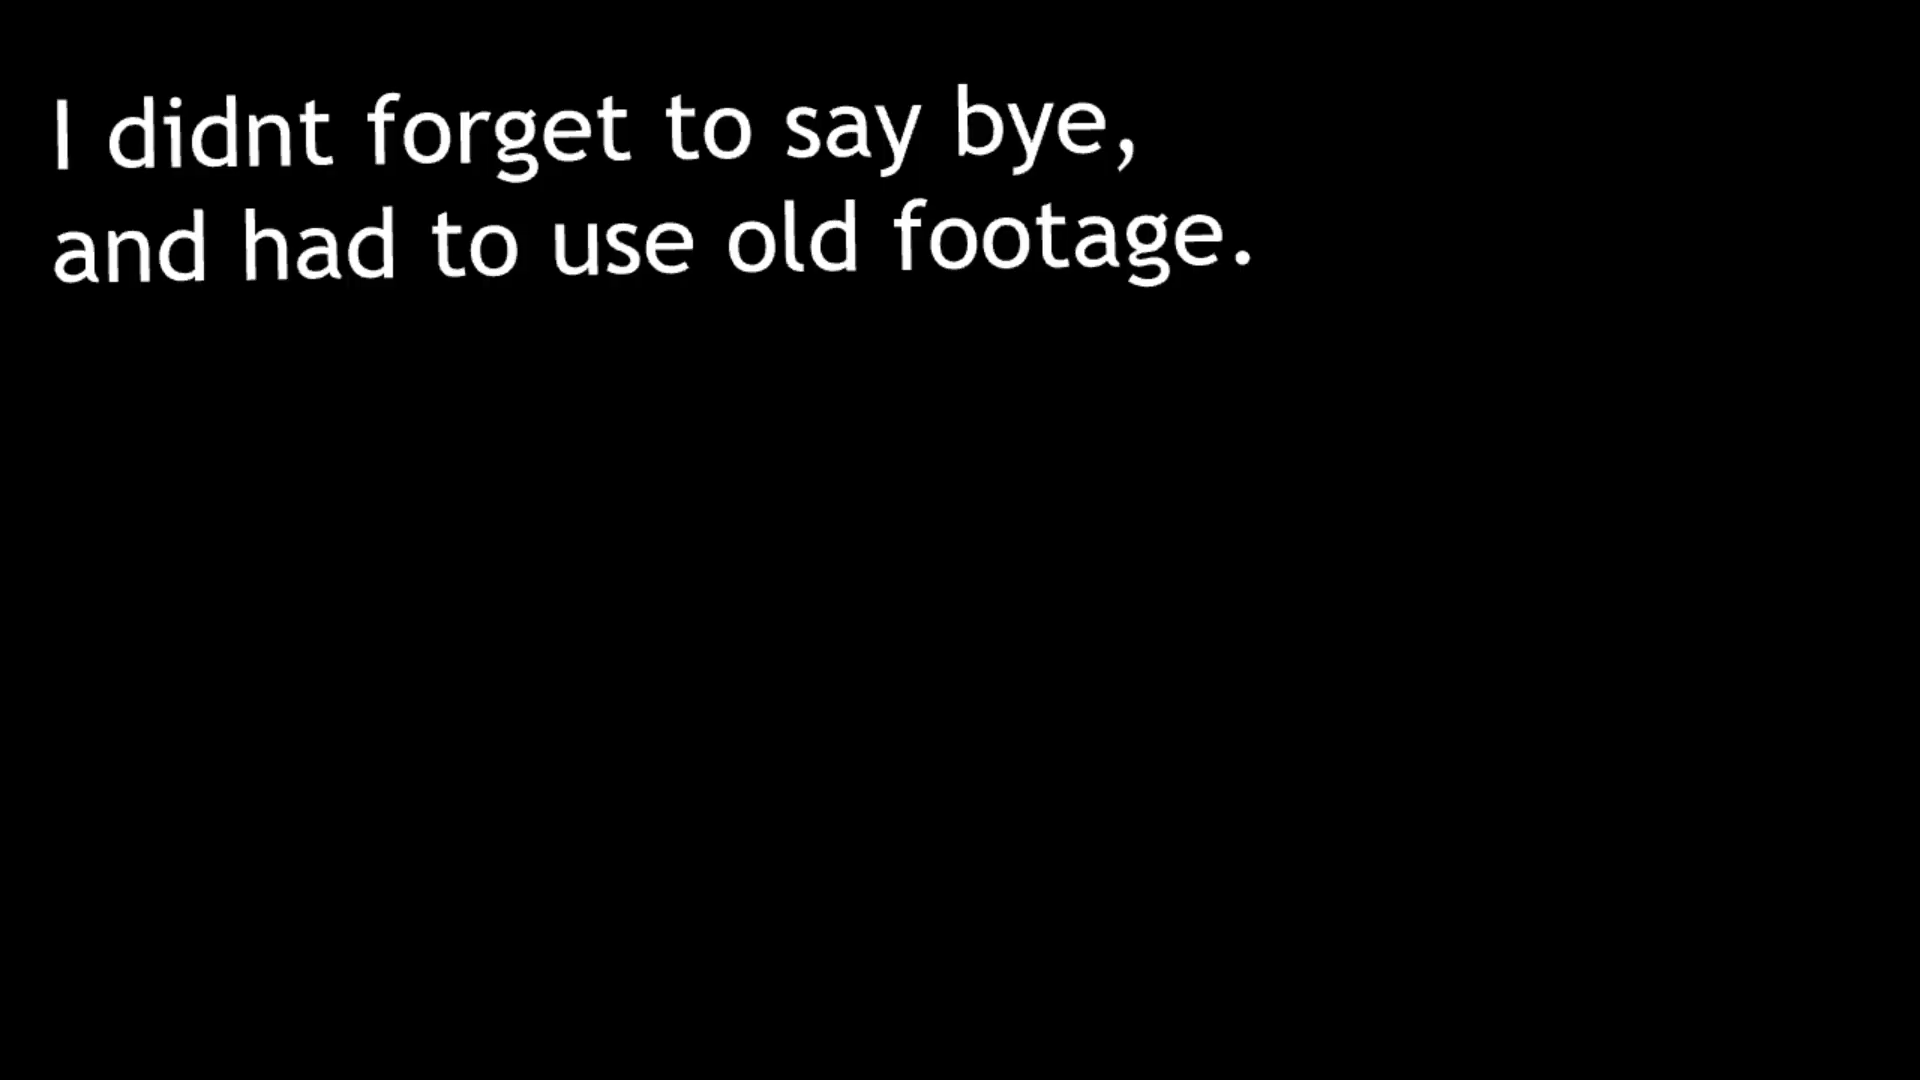 I didnt forget to say bye,
and had to use old footage.